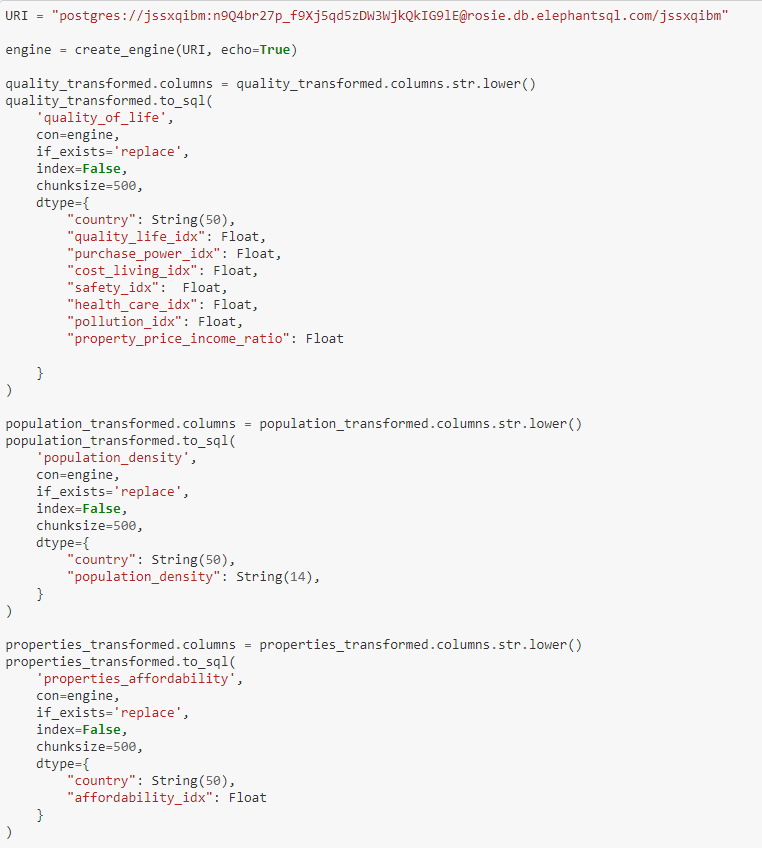 URI = "postgres://jssxqibm:n9Q4br27p_f9Xj5qd5zDW3WjkQkIG9lE@rosie.db.elephantsql.com/jssxqibm"

engine = create_engine(URI, echo=True)

quality_transformed.columns = quality_transformed.columns.str.lower()
quality_transformed.to_sql(
    'quality_of_life',
    con=engine,
    if_exists='replace',
    index=False,
    chunksize=500,
    dtype={
        "country": String(50),
        "quality_life_idx": Float,
        "purchase_power_idx": Float,
        "cost_living_idx": Float,
        "safety_idx":  Float,
        "health_care_idx": Float,
        "pollution_idx": Float,
        "property_price_income_ratio": Float

    }
)

population_transformed.columns = population_transformed.columns.str.lower()
population_transformed.to_sql(
    'population_density',
    con=engine,
    if_exists='replace',
    index=False,
    chunksize=500,
    dtype={
        "country": String(50),
        "population_density": String(14),
    }
)

properties_transformed.columns = properties_transformed.columns.str.lower()
properties_transformed.to_sql(
    'properties_affordability',
    con=engine,
    if_exists='replace',
    index=False,
    chunksize=500,
    dtype={
        "country": String(50),
        "affordability_idx": Float
    }
)